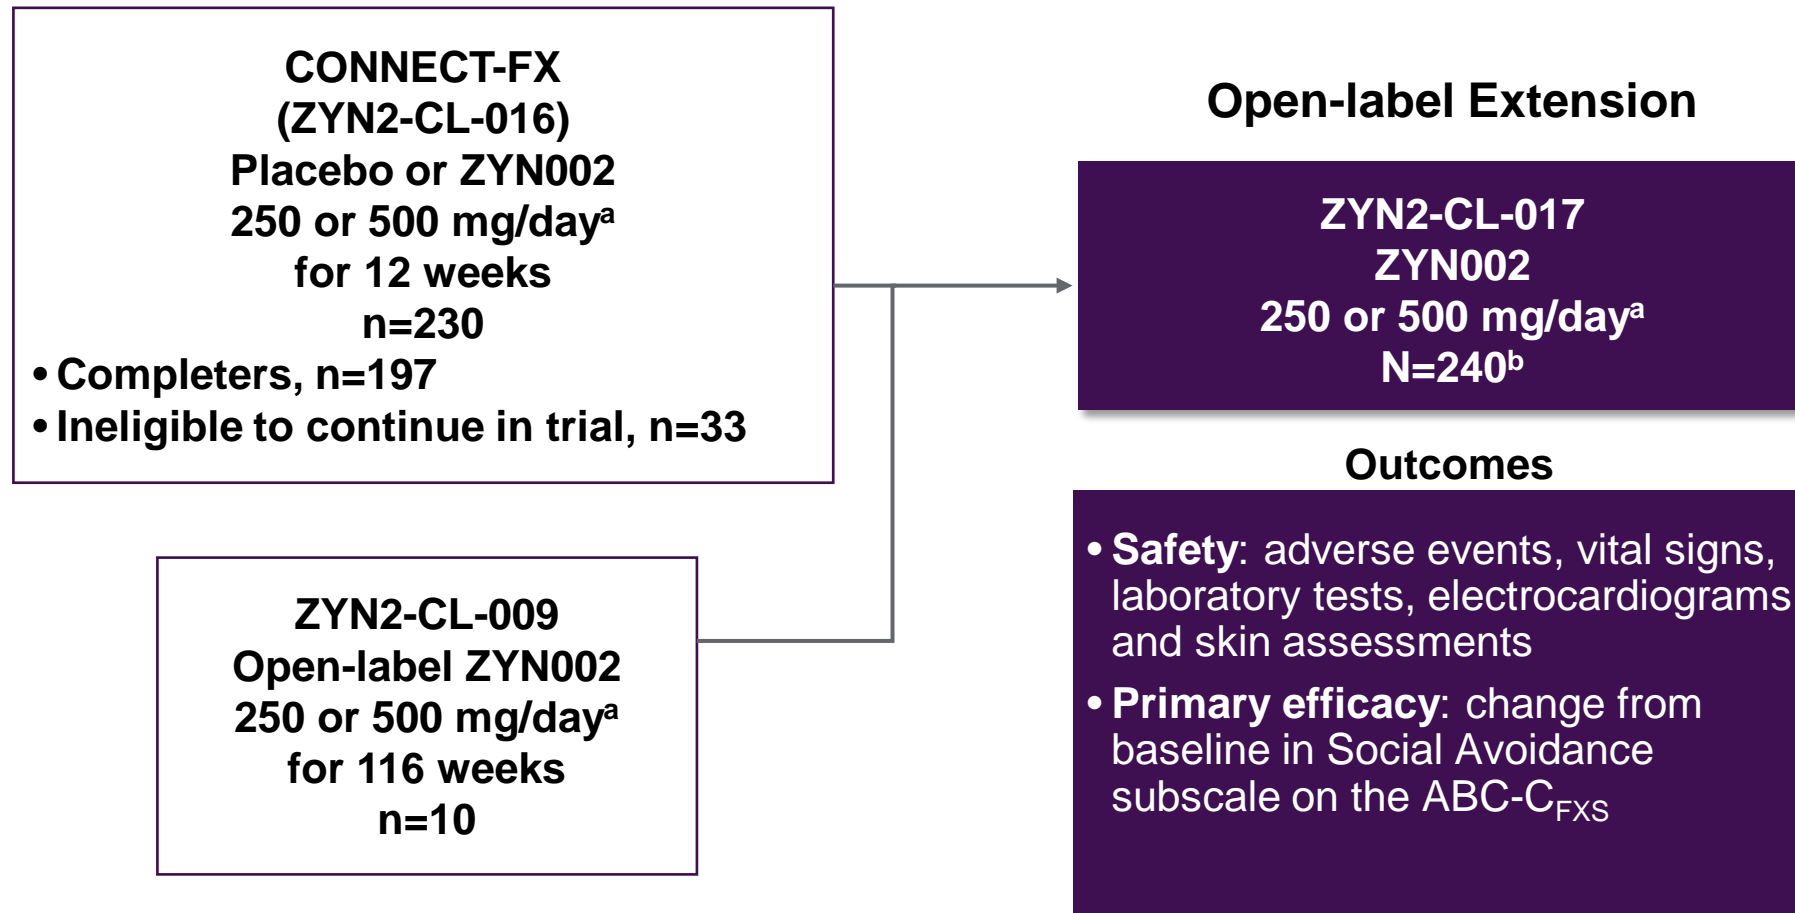 CONNECT-FX
(ZYN2-CL-016)
Placebo or ZYN002
250 or 500 mg/dayᵃ
for 12 weeks
n=230
• Completers, n=197
• Ineligible to continue in trial, n=33
ZYN2-CL-009
Open-label ZYN002
250 or 500 mg/dayᵃ
for 116 weeks
n=10
Open-label Extension
ZYN2-CL-017
ZYN002
250 or 500 mg/dayᵃ
N=240ᵇ
Outcomes
• Safety: adverse events, vital signs,
laboratory tests, electrocardiograms
and skin assessments
• Primary efficacy: change from
baseline in Social Avoidance
subscale on the ABC-C_FXS